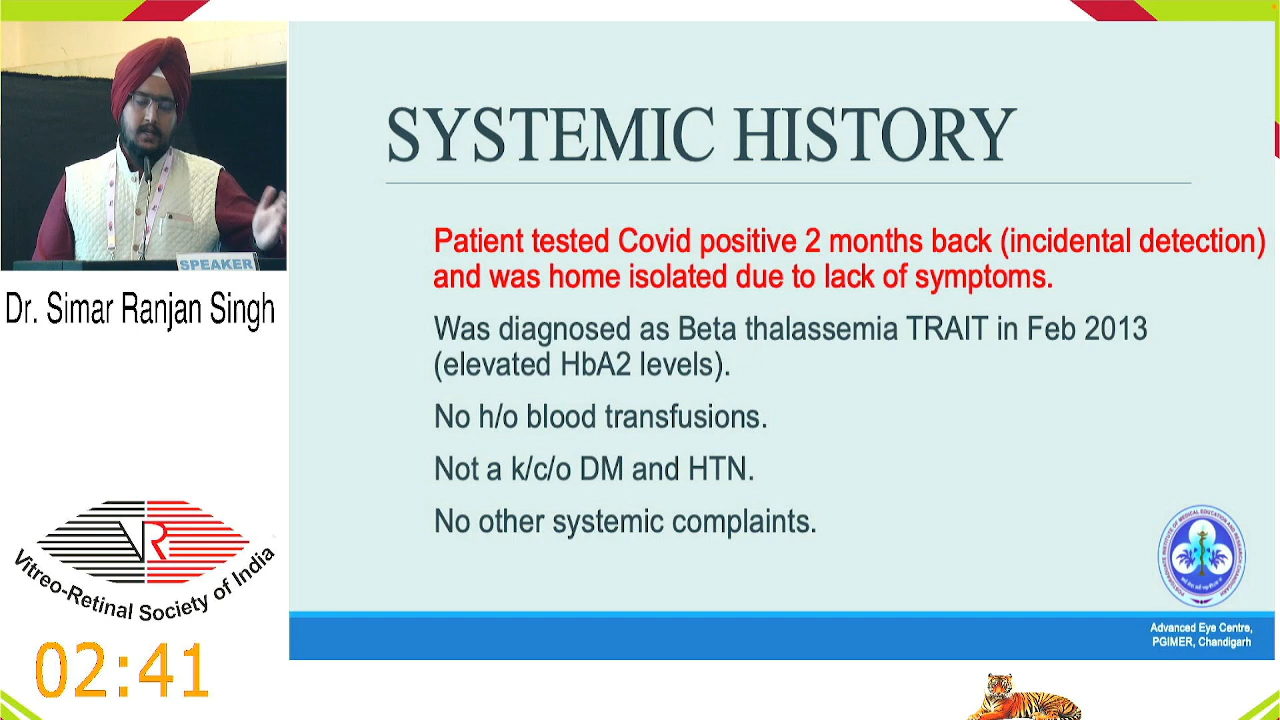 SPEAKER
Dr. Simar Ranjan Singh
VR
Vitreo-Retinal Society of India
02:41
SYSTEMIC HISTORY
Patient tested Covid positive 2 months back (incidental detection)
and was home isolated due to lack of symptoms.
Was diagnosed as Beta thalassemia TRAIT in Feb 2013
(elevated HbA2 levels).
No h/o blood transfusions.
Not a k/c/o DM and HTN.
No other systemic complaints.
Advanced Eye Centre,
PGIMER, Chandigarh